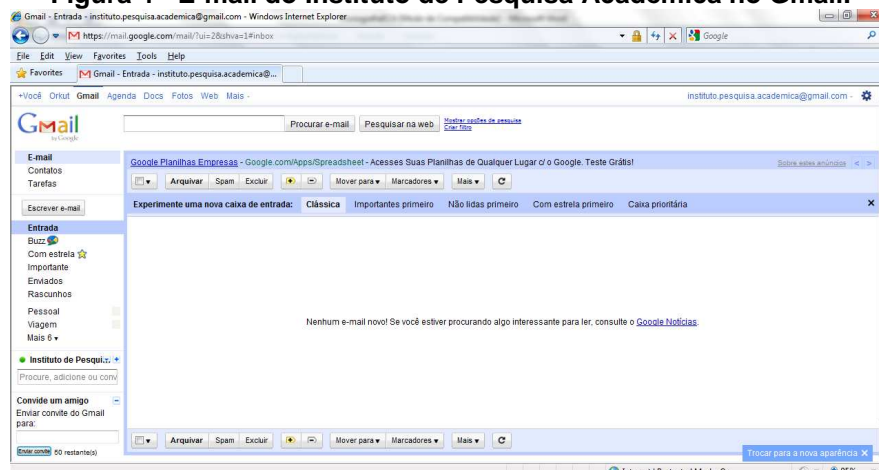 Figura 4 - E-mail do Instituto de Pesquisa Acadêmica no Gmail.
Gmail - Entrada - instituto.pesquisa.academica@gmail.com - Windows Internet Explorer
https://mail.google.com/mail/?ui=2&shva=1#inbox
Google
File Edit View Favorites Tools Help
Favorites
Gmail - Entrada - instituto.pesquisa.academica@...
+Você Orkut Gmail Agenda Docs Fotos Web Mais
instituto.pesquisa.academica@gmail.com
Gmail
by Google
Procurar e-mail
Pesquisar na web
Mostrar opções de pesquisa
Criar filtro
E-mail
Contatos
Tarefas
Escrever e-mail
Entrada
Buzz
Com estrela
Importante
Enviados
Rascunhos
Pessoal
Viagem
Mais 6
Instituto de Pesqui...
Procure, adicione ou conv
Convide um amigo
Enviar convite do Gmail
para:
Enviar convite 50 restante(s)
Google Planilhas Empresas - Google.com/Apps/Spreadsheet - Acesses Suas Planilhas de Qualquer Lugar c/ o Google. Teste Grátis!
Sobre estes anúncios < >
Arquivar Spam Excluir Mover para Marcadores Mais
Experimente uma nova caixa de entrada: Clássica Importantes primeiro Não lidas primeiro Com estrela primeiro Caixa prioritária
Nenhum e-mail novo! Se você estiver procurando algo interessante para ler, consulte o Google Notícias.
Arquivar Spam Excluir Mover para Marcadores Mais
Trocar para a nova aparência